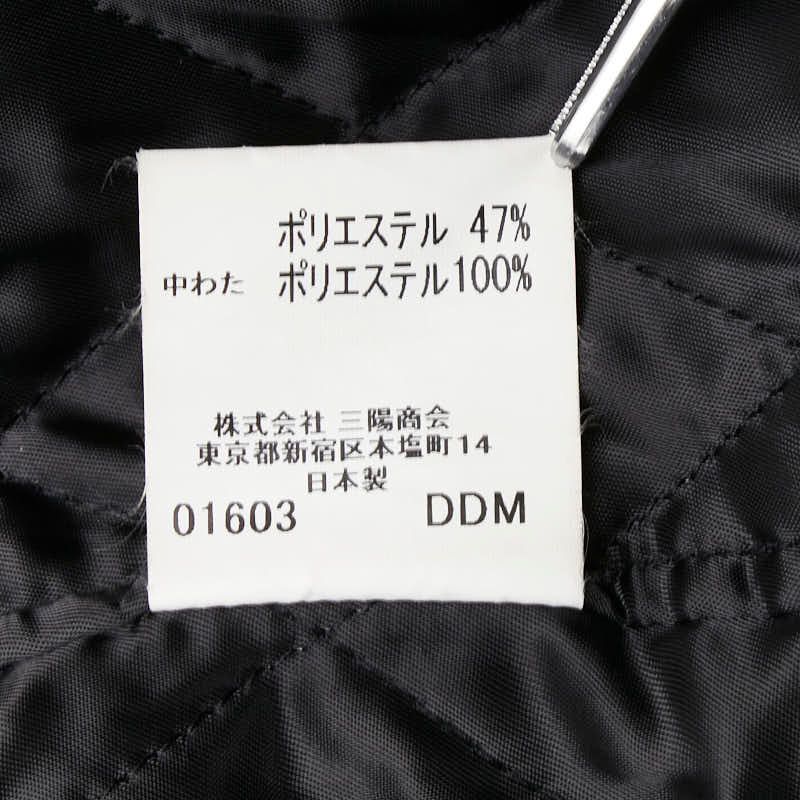 ポリエステル 47%
中わた ポリエステル100%
株式会社 三陽商会
東京都新宿区本塩町14
日本製
01603 DDM